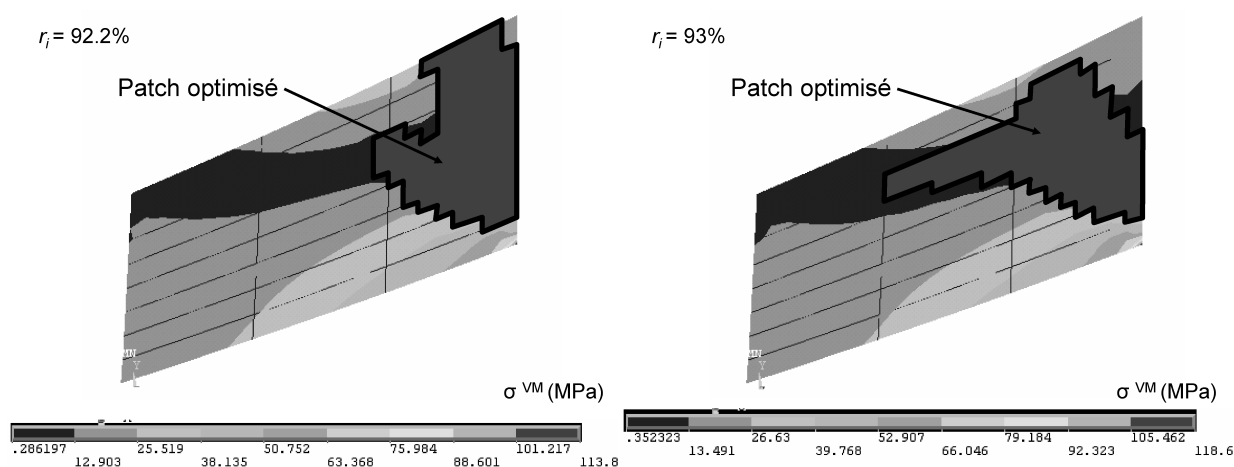 rᵢ = 92.2%
Patch optimisé
σ ⱽᴹ (MPa)
.286197 25.519 50.752 75.984 101.217
12.903 38.135 63.368 88.601 113.8
rᵢ = 93%
Patch optimisé
σ ⱽᴹ (MPa)
.352323 26.63 52.907 79.184 105.462
13.491 39.768 66.046 92.323 118.6